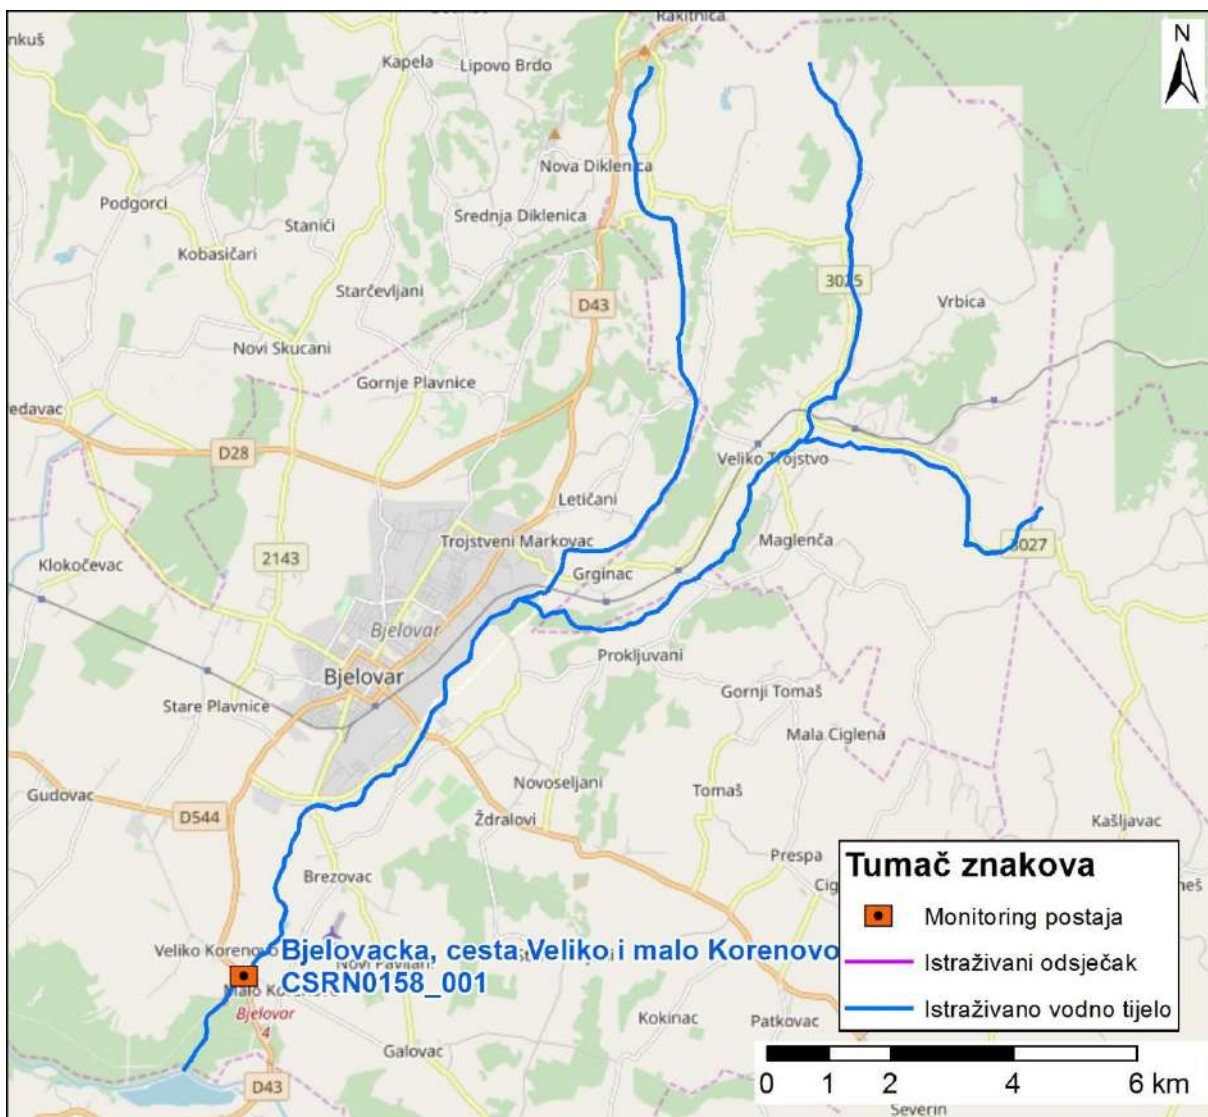 Rakitnica
N
nkuš
Kapela
Lipovo Brdo
Nova Diklenica
Podgorci
Stanići
Srednja Diklenica
Kobasičari
Starčevljani
D43
3025
Vrbica
Novi Skucani
Gornje Plavnice
edavac
D28
Veliko Trojstvo
Letičani
Trojstveni Markovac
Maglenča
3027
2143
Klokočevac
Grginac
Bjelovar
Prokljuvani
Bjelovar
Gornji Tomaš
Stare Plavnice
Mala Ciglena
Novoseljani
Tomaš
Gudovac
D544
Ždralovi
Kašljavac
Prespa
Brezovac
Cig
Veliko Korenovo
Bjelovacka, cesta Veliko i malo Korenovo
CSRN0158_001
Bjelovar
4
Kokinac
Patkovac
Galovac
D43
Severin
Tumač znakova
Monitoring postaja
Istraživani odsječak
Istraživano vodno tijelo
0 1 2 4 6 km